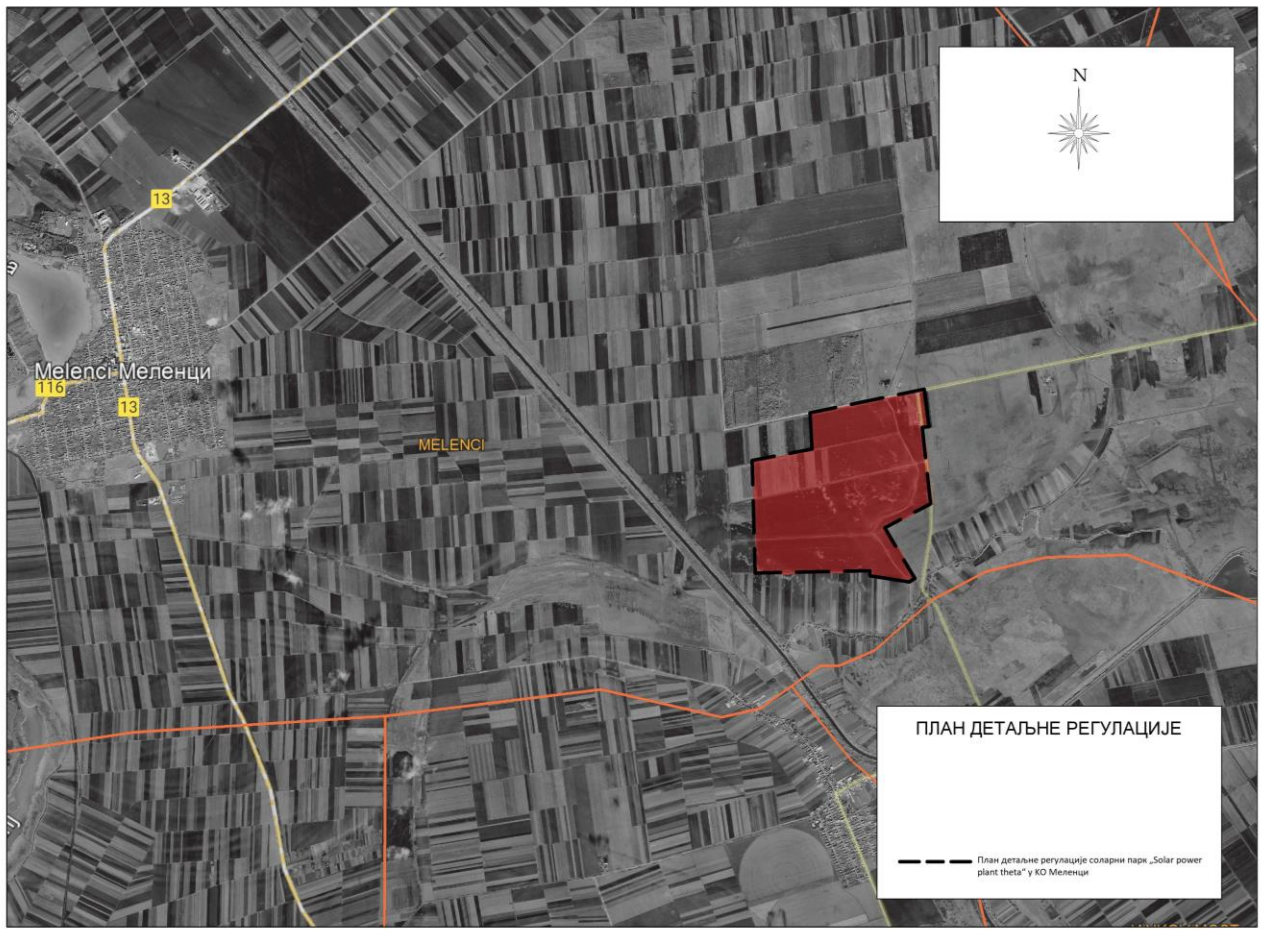 N
13
Melenci Меленци
116
13
MELENCI
ПЛАН ДЕТАЉНЕ РЕГУЛАЦИЈЕ
План детаљне регулације соларни парк „Solar power
plant theta“ у КО Меленци